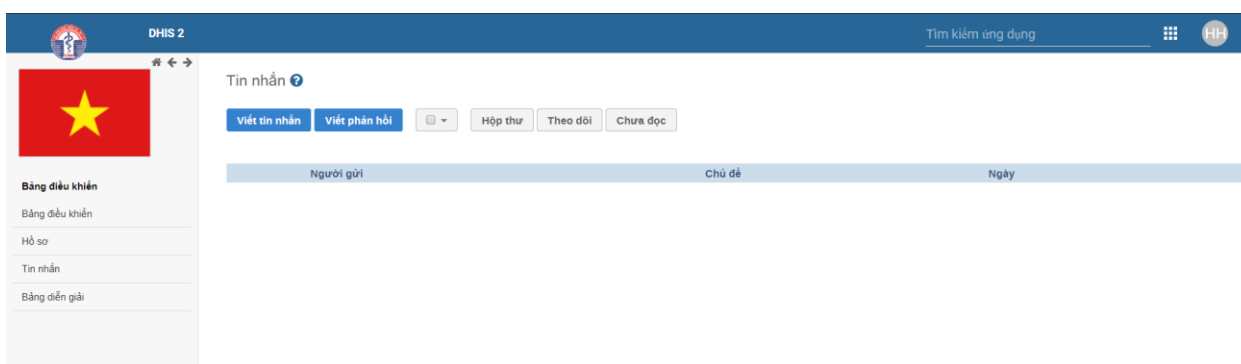 DHIS 2
Tìm kiếm ứng dụng
HH
Tin nhắn
Viết tin nhắn Viết phản hồi Hộp thư Theo dõi Chưa đọc
Người gửi Chủ đề Ngày
Bảng điều khiển
Bảng điều khiển
Hồ sơ
Tin nhắn
Bảng diễn giải